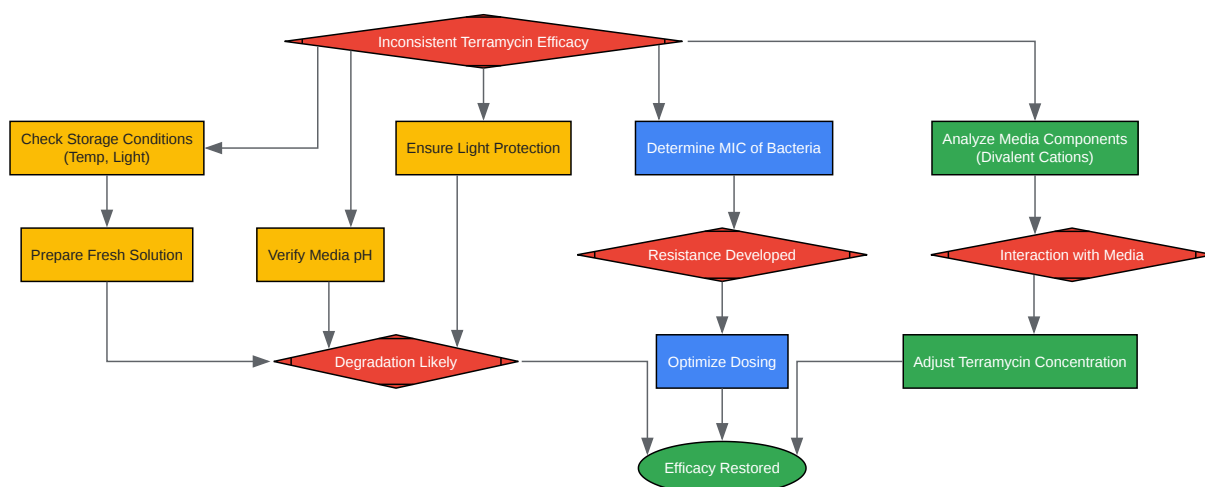 Inconsistent Terramycin Efficacy
Check Storage Conditions
(Temp, Light)
Ensure Light Protection
Determine MIC of Bacteria
Analyze Media Components
(Divalent Cations)
Prepare Fresh Solution
Verify Media pH
Resistance Developed
Interaction with Media
Degradation Likely
Optimize Dosing
Adjust Terramycin Concentration
Efficacy Restored